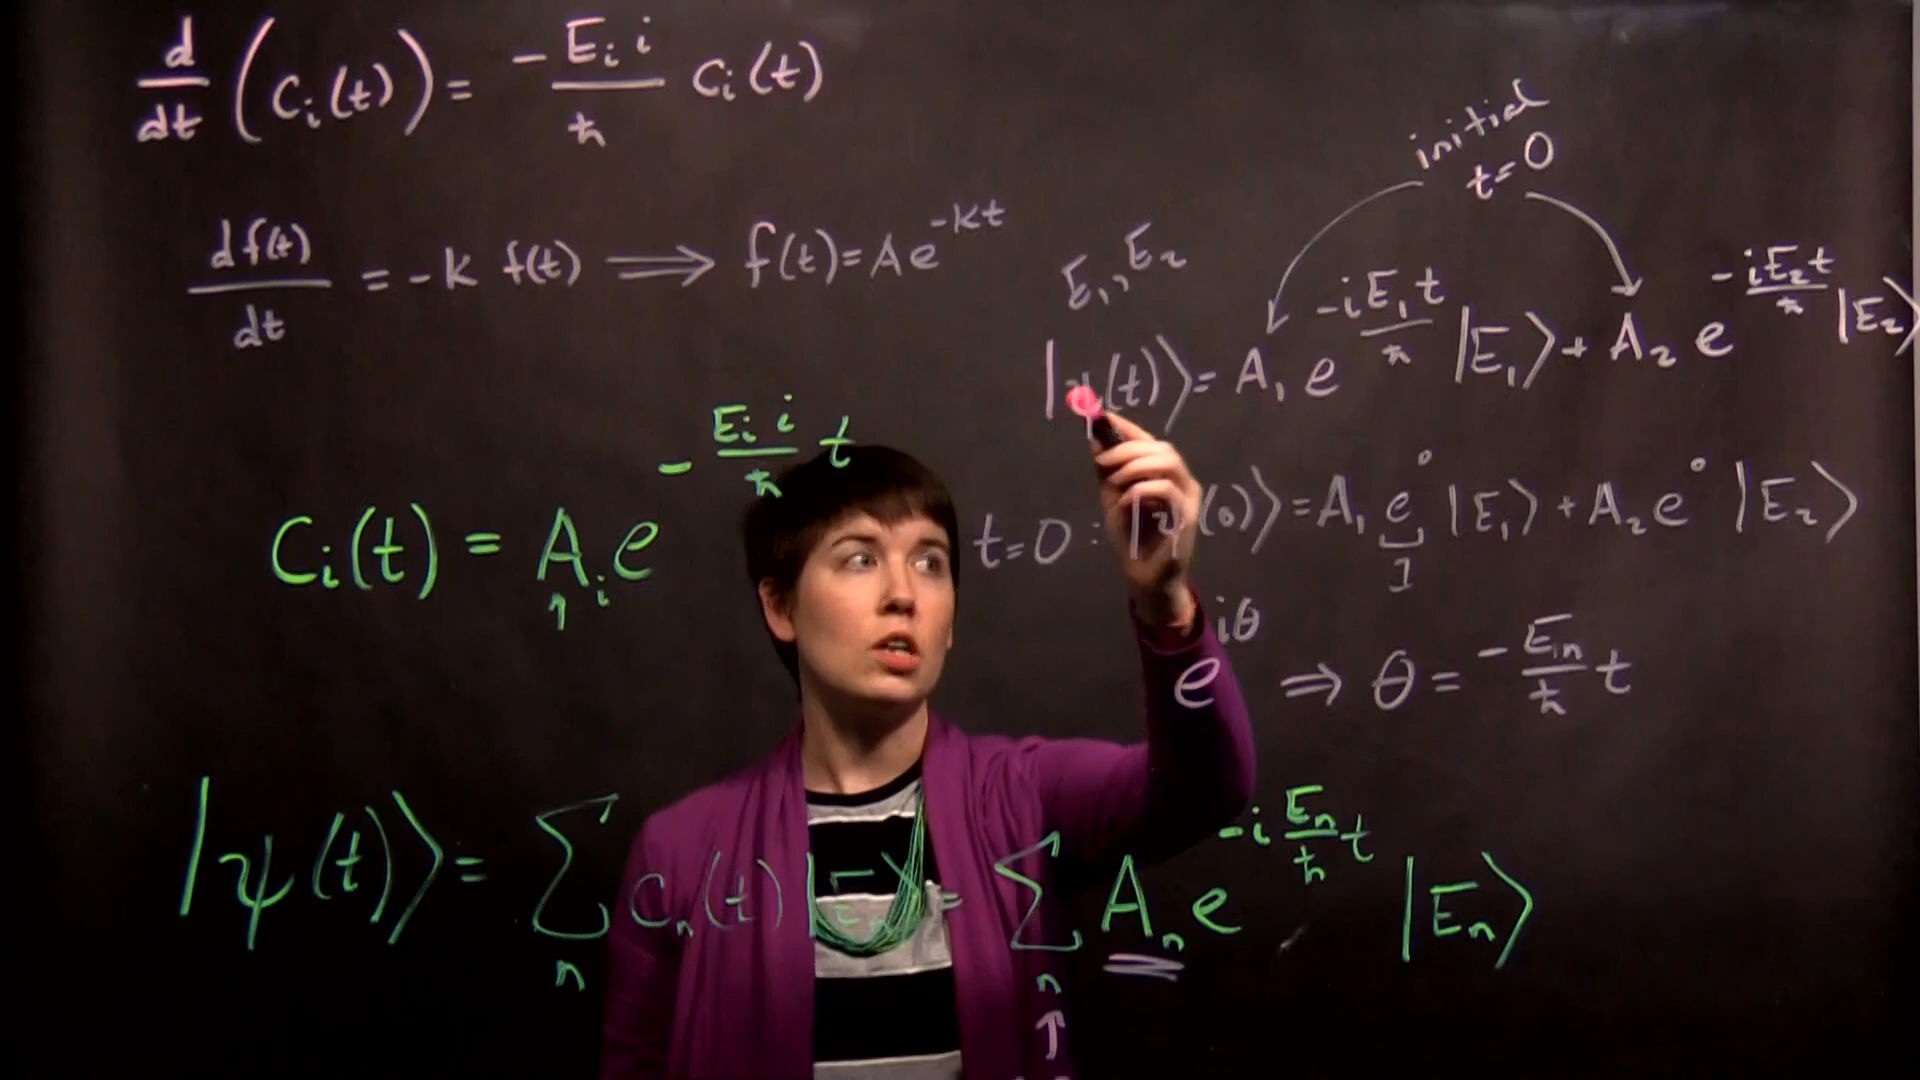 d/dt (Cᵢ(t)) = -Eᵢ i/ħ Cᵢ(t)
initial
t=0
df(t)/dt = -k f(t) ⟹ f(t) = A e^(-kt)
E₁, E₂
|ψ(t)⟩ = A₁ e^(-iE₁t/ħ) |E₁⟩ + A₂ e^(-iE₂t/ħ) |E₂⟩
Cᵢ(t) = Aᵢ e^(-(Eᵢ i/ħ) t)
↑
t=0 : |ψ(0)⟩ = A₁ e⁰ |E₁⟩ + A₂ e⁰ |E₂⟩
1
e^(iθ) ⇒ θ = -(Eₙ/ħ) t
|ψ(t)⟩ = Σₙ Cₙ(t) |Eₙ⟩ = Σₙ Aₙ e^(-i(Eₙ/ħ)t) |Eₙ⟩
↑